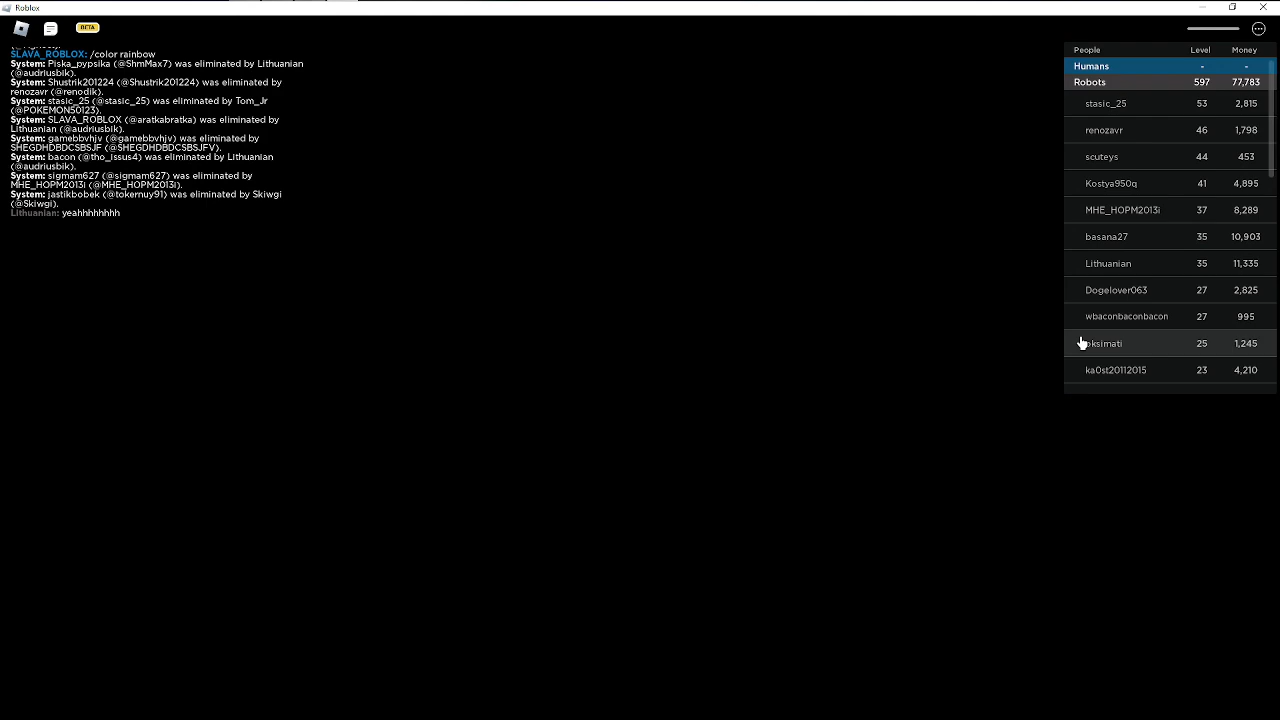 Roblox
BETA
SLAVA_ROBLOX: /color rainbow
System: Piska_pypsika (@ShmMax7) was eliminated by Lithuanian
(@audriusbik).
System: Shustrik201224 (@Shustrik201224) was eliminated by
renozavr (@renodik).
System: stasic_25 (@stasic_25) was eliminated by Tom_Jr
(@POKEMON50123).
System: SLAVA_ROBLOX (@aratkabratka) was eliminated by
Lithuanian (@audriusbik).
System: gamebbvhjv (@gamebbvhjv) was eliminated by
SHEGDHDBDCSBSJF (@SHEGDHDBDCSBSJFV).
System: bacon (@tho_issus4) was eliminated by Lithuanian
(@audriusbik).
System: sigmam627 (@sigmam627) was eliminated by
MHE_HOPM2013i (@MHE_HOPM2013i).
System: jastikbobek (@tokernuy91) was eliminated by Skiwgi
(@Skiwgi).
Lithuanian: yeahhhhhhhh
People Level Money
Humans - -
Robots 597 77,783
stasic_25 53 2,815
renozavr 46 1,798
scuteys 44 453
Kostya950q 41 4,895
MHE_HOPM2013i 37 8,289
basana27 35 10,903
Lithuanian 35 11,335
Dogelover063 27 2,825
wbaconbaconbacon 27 995
25 1,245
ka0st20112015 23 4,210